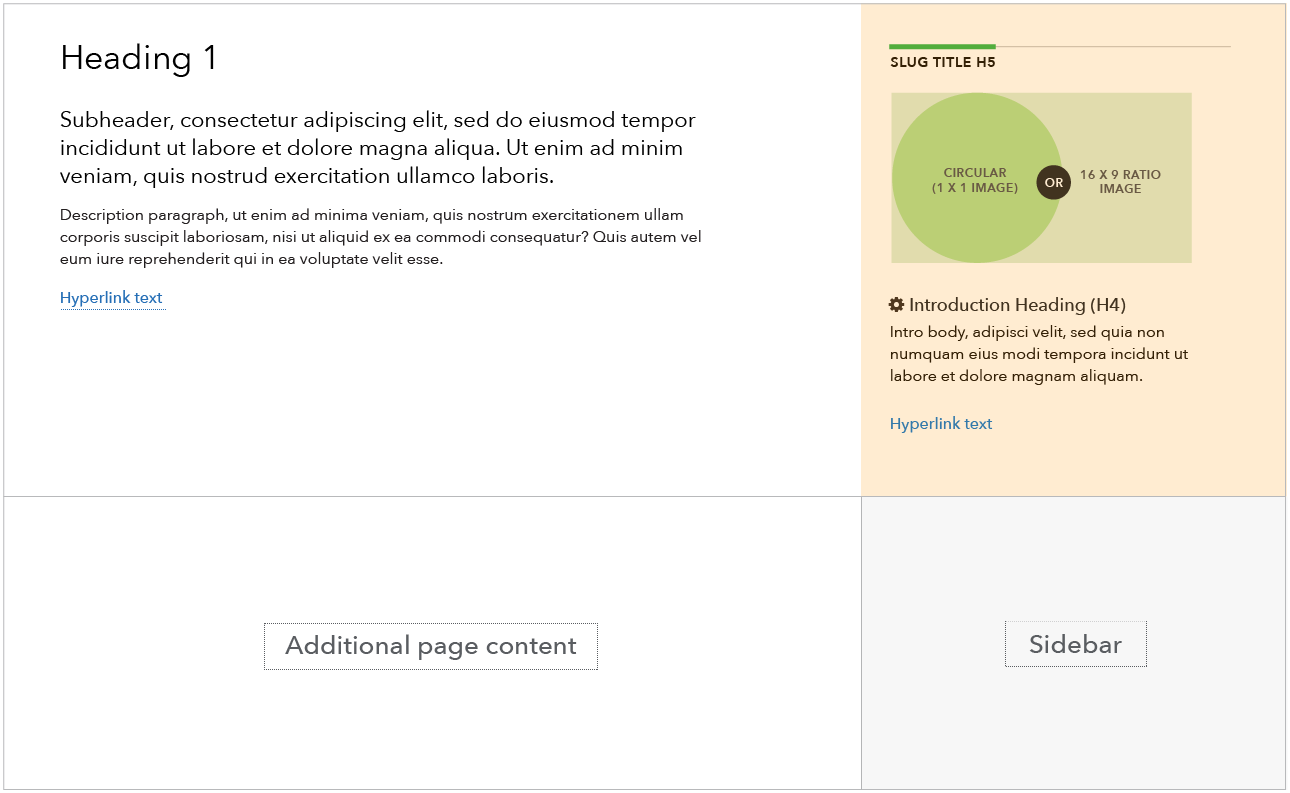 Heading 1
Subheader, consectetur adipiscing elit, sed do eiusmod tempor
incididunt ut labore et dolore magna aliqua. Ut enim ad minim
veniam, quis nostrud exercitation ullamco laboris.
Description paragraph, ut enim ad minima veniam, quis nostrum exercitationem ullam
corporis suscipit laboriosam, nisi ut aliquid ex ea commodi consequatur? Quis autem vel
eum iure reprehenderit qui in ea voluptate velit esse.
Hyperlink text
SLUG TITLE H5
CIRCULAR
(1 X 1 IMAGE)
OR
16 X 9 RATIO
IMAGE
Introduction Heading (H4)
Intro body, adipisci velit, sed quia non
numquam eius modi tempora incidunt ut
labore et dolore magnam aliquam.
Hyperlink text
Additional page content
Sidebar